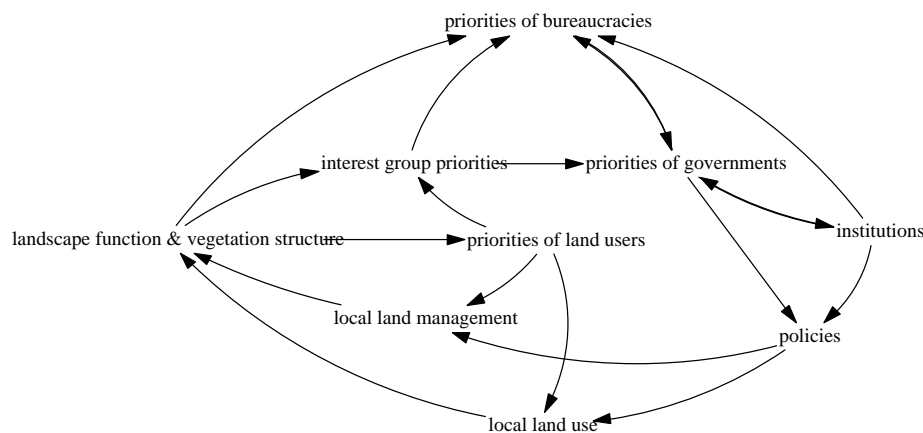 priorities of bureaucracies
interest group priorities
priorities of governments
landscape function & vegetation structure
priorities of land users
institutions
local land management
policies
local land use